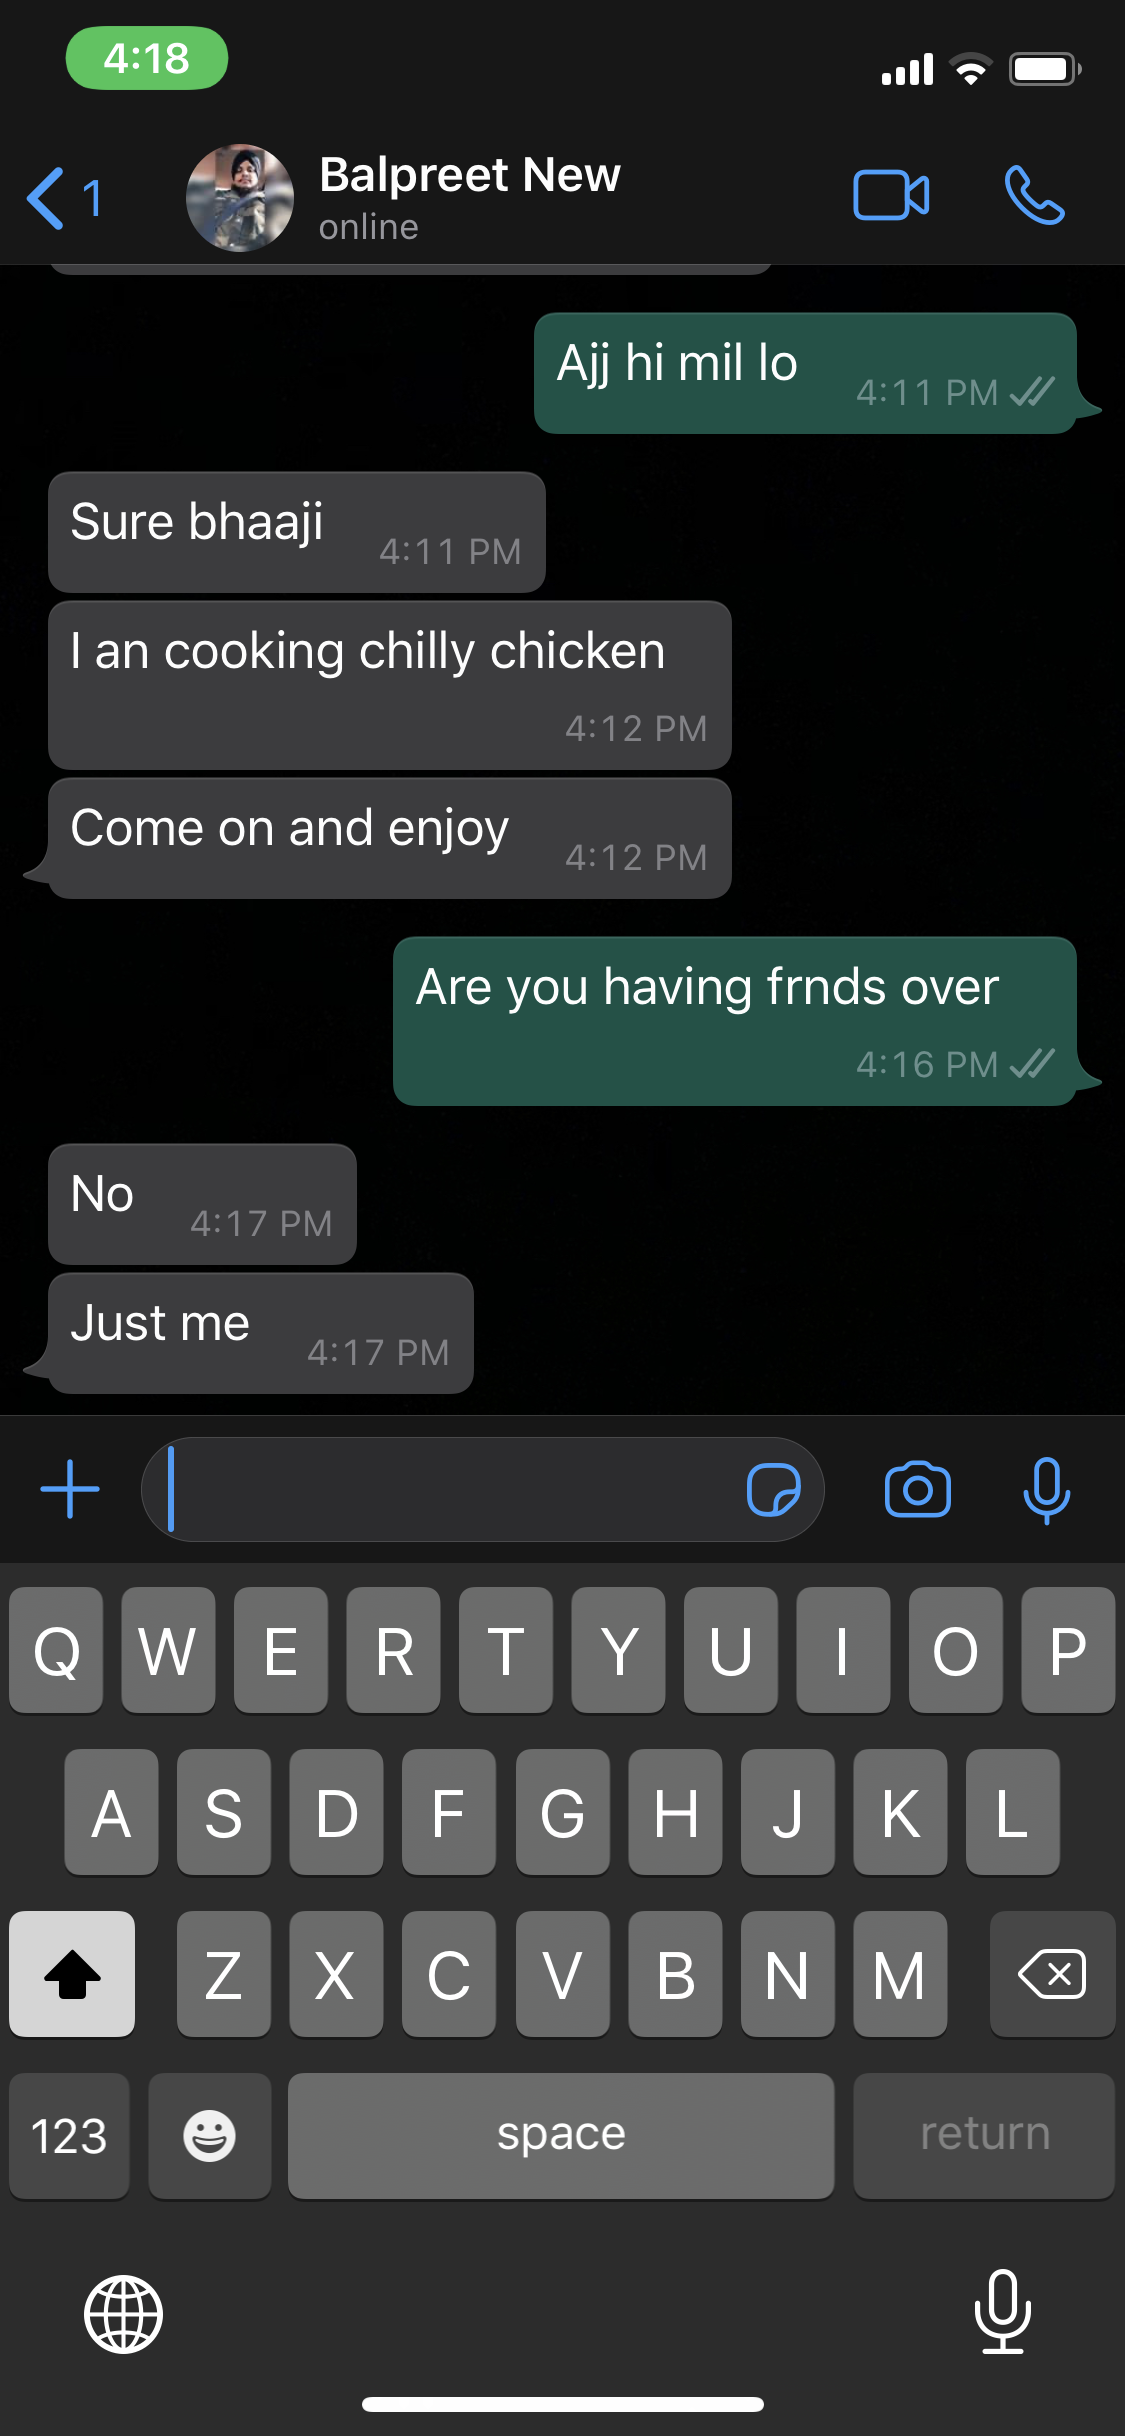 4:18
1
Balpreet New
online
Ajj hi mil lo
4:11 PM
Sure bhaaji
4:11 PM
I an cooking chilly chicken
4:12 PM
Come on and enjoy
4:12 PM
Are you having frnds over
4:16 PM
No
4:17 PM
Just me
4:17 PM
Q W E R T Y U I O P
A S D F G H J K L
Z X C V B N M
123 space return